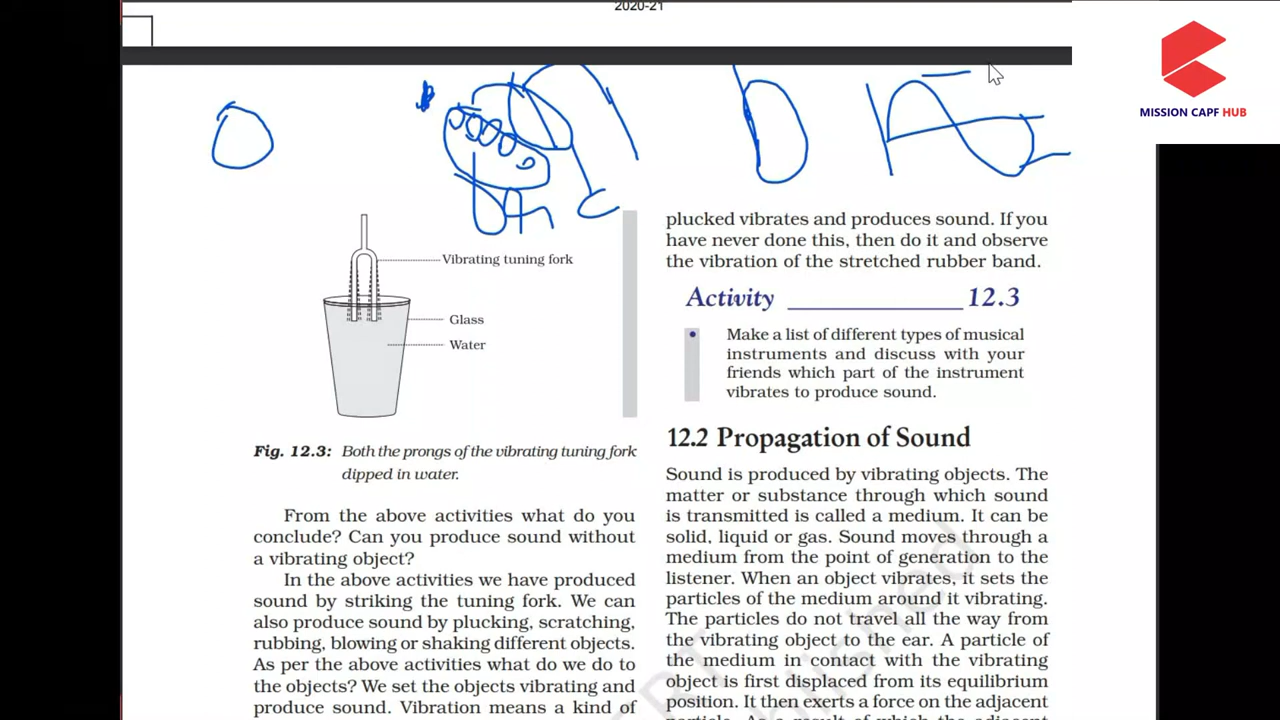 2020-21
MISSION CAPF HUB
Vibrating tuning fork
Glass
Water
Fig. 12.3: Both the prongs of the vibrating tuning fork
dipped in water.
From the above activities what do you
conclude? Can you produce sound without
a vibrating object?
In the above activities we have produced
sound by striking the tuning fork. We can
also produce sound by plucking, scratching,
rubbing, blowing or shaking different objects.
As per the above activities what do we do to
the objects? We set the objects vibrating and
produce sound. Vibration means a kind of
plucked vibrates and produces sound. If you
have never done this, then do it and observe
the vibration of the stretched rubber band.
Activity ______________ 12.3
• Make a list of different types of musical
instruments and discuss with your
friends which part of the instrument
vibrates to produce sound.
12.2 Propagation of Sound
Sound is produced by vibrating objects. The
matter or substance through which sound
is transmitted is called a medium. It can be
solid, liquid or gas. Sound moves through a
medium from the point of generation to the
listener. When an object vibrates, it sets the
particles of the medium around it vibrating.
The particles do not travel all the way from
the vibrating object to the ear. A particle of
the medium in contact with the vibrating
object is first displaced from its equilibrium
position. It then exerts a force on the adjacent
particle. As a result of which the adjacent